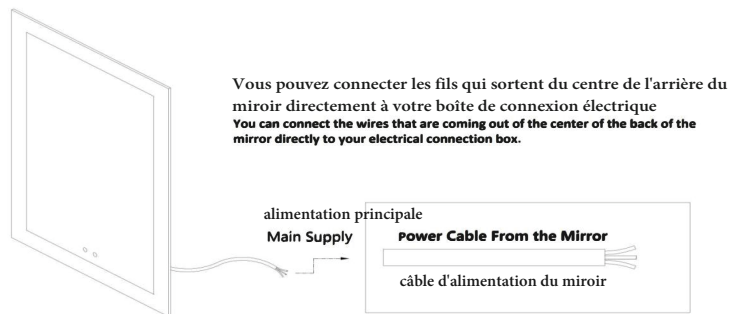 Vous pouvez connecter les fils qui sortent du centre de l'arrière du
miroir directement à votre boîte de connexion électrique
You can connect the wires that are coming out of the center of the back of the
mirror directly to your electrical connection box.
alimentation principale
Main Supply
Power Cable From the Mirror
câble d'alimentation du miroir